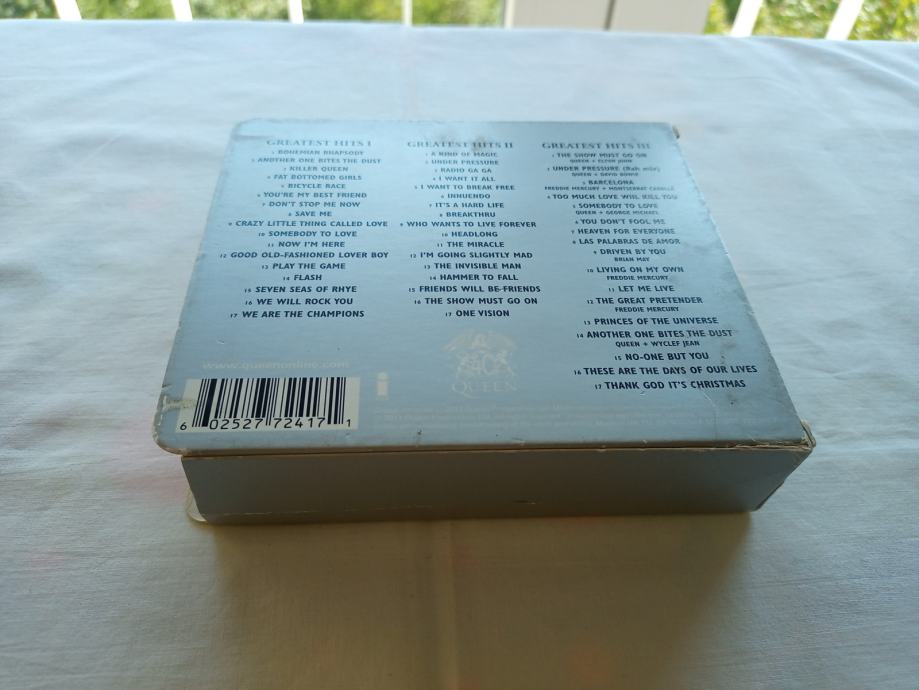 GREATEST HITS I
1 BOHEMIAN RHAPSODY
2 ANOTHER ONE BITES THE DUST
3 KILLER QUEEN
4 FAT BOTTOMED GIRLS
5 BICYCLE RACE
6 YOU'RE MY BEST FRIEND
7 DON'T STOP ME NOW
8 SAVE ME
9 CRAZY LITTLE THING CALLED LOVE
10 SOMEBODY TO LOVE
11 NOW I'M HERE
12 GOOD OLD-FASHIONED LOVER BOY
13 PLAY THE GAME
14 FLASH
15 SEVEN SEAS OF RHYE
16 WE WILL ROCK YOU
17 WE ARE THE CHAMPIONS
GREATEST HITS II
1 A KIND OF MAGIC
2 UNDER PRESSURE
3 RADIO GA GA
4 I WANT IT ALL
5 I WANT TO BREAK FREE
6 INNUENDO
7 IT'S A HARD LIFE
8 BREAKTHRU
9 WHO WANTS TO LIVE FOREVER
10 HEADLONG
11 THE MIRACLE
12 I'M GOING SLIGHTLY MAD
13 THE INVISIBLE MAN
14 HAMMER TO FALL
15 FRIENDS WILL BE FRIENDS
16 THE SHOW MUST GO ON
17 ONE VISION
GREATEST HITS III
1 THE SHOW MUST GO ON
QUEEN + ELTON JOHN
2 UNDER PRESSURE (Rah mix)
QUEEN + DAVID BOWIE
3 BARCELONA
FREDDIE MERCURY + MONTSERRAT CABALLÉ
4 TOO MUCH LOVE WILL KILL YOU
5 SOMEBODY TO LOVE
QUEEN + GEORGE MICHAEL
6 YOU DON'T FOOL ME
7 HEAVEN FOR EVERYONE
8 LAS PALABRAS DE AMOR
9 DRIVEN BY YOU
BRIAN MAY
10 LIVING ON MY OWN
FREDDIE MERCURY
11 LET ME LIVE
12 THE GREAT PRETENDER
FREDDIE MERCURY
13 PRINCES OF THE UNIVERSE
14 ANOTHER ONE BITES THE DUST
QUEEN + WYCLEF JEAN
15 NO-ONE BUT YOU
16 THESE ARE THE DAYS OF OUR LIVES
17 THANK GOD IT'S CHRISTMAS
www.queenonline.com
QUEEN
6 02527 72417 1